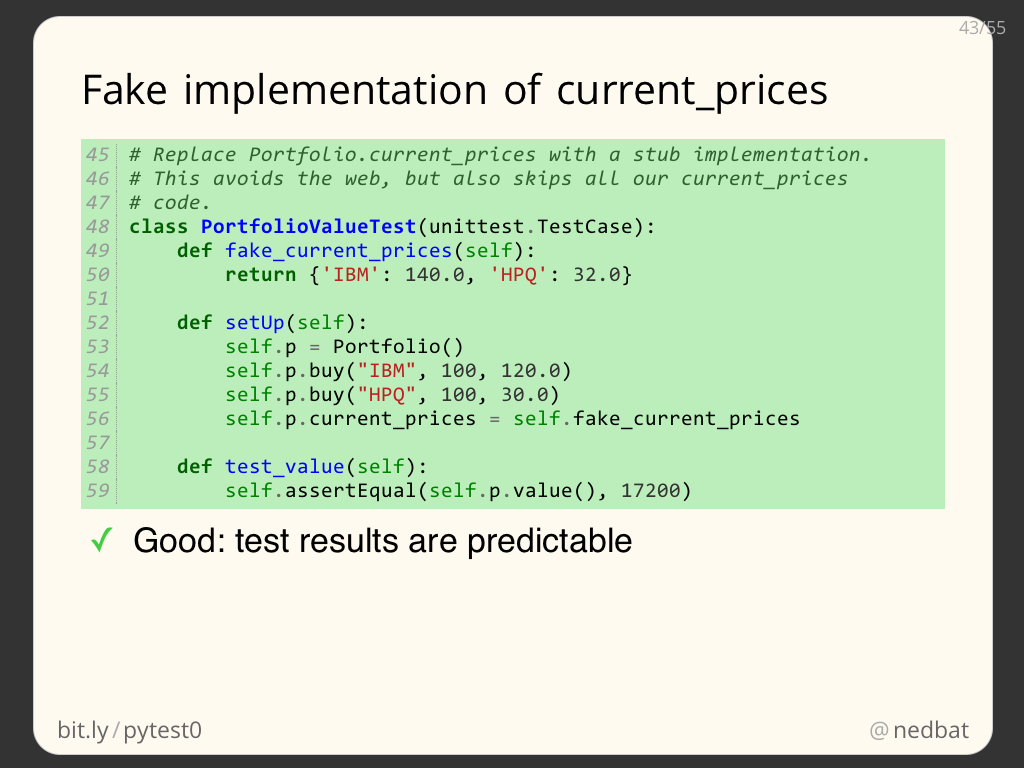 43/55
Fake implementation of current_prices
45 # Replace Portfolio.current_prices with a stub implementation.
46 # This avoids the web, but also skips all our current_prices
47 # code.
48 class PortfolioValueTest(unittest.TestCase):
49     def fake_current_prices(self):
50         return {'IBM': 140.0, 'HPQ': 32.0}
51
52     def setUp(self):
53         self.p = Portfolio()
54         self.p.buy("IBM", 100, 120.0)
55         self.p.buy("HPQ", 100, 30.0)
56         self.p.current_prices = self.fake_current_prices
57
58     def test_value(self):
59         self.assertEqual(self.p.value(), 17200)
✓ Good: test results are predictable
bit.ly/pytest0
@nedbat